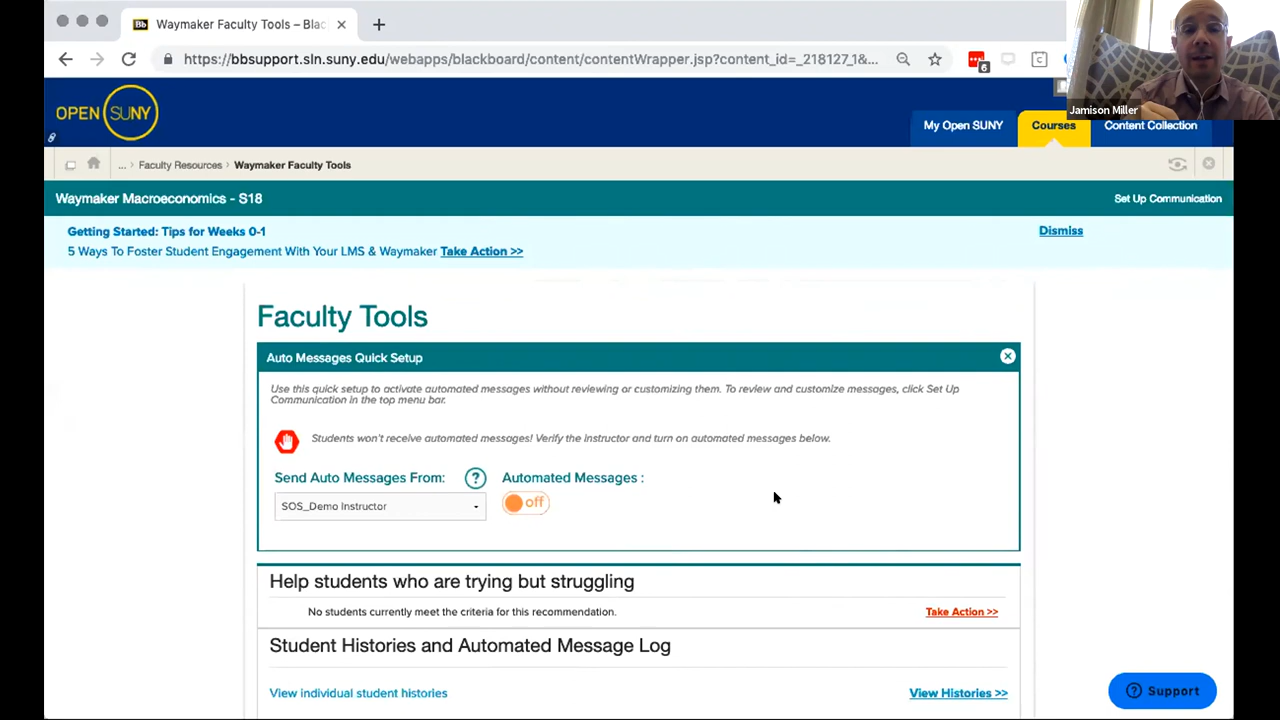 Bb Waymaker Faculty Tools – Blac
https://bbsupport.sln.suny.edu/webapps/blackboard/content/contentWrapper.jsp?content_id=_218127_1&...
6
C
Jamison Miller
OPEN SUNY
My Open SUNY
Courses
Content Collection
... › Faculty Resources › Waymaker Faculty Tools
Waymaker Macroeconomics - S18
Set Up Communication
Getting Started: Tips for Weeks 0-1
Dismiss
5 Ways To Foster Student Engagement With Your LMS & Waymaker Take Action >>
Faculty Tools
Auto Messages Quick Setup
Use this quick setup to activate automated messages without reviewing or customizing them. To review and customize messages, click Set Up
Communication in the top menu bar.
Students won't receive automated messages! Verify the instructor and turn on automated messages below.
Send Auto Messages From: ?
Automated Messages :
SOS_Demo Instructor
off
Help students who are trying but struggling
No students currently meet the criteria for this recommendation.
Take Action >>
Student Histories and Automated Message Log
View individual student histories
View Histories >>
? Support